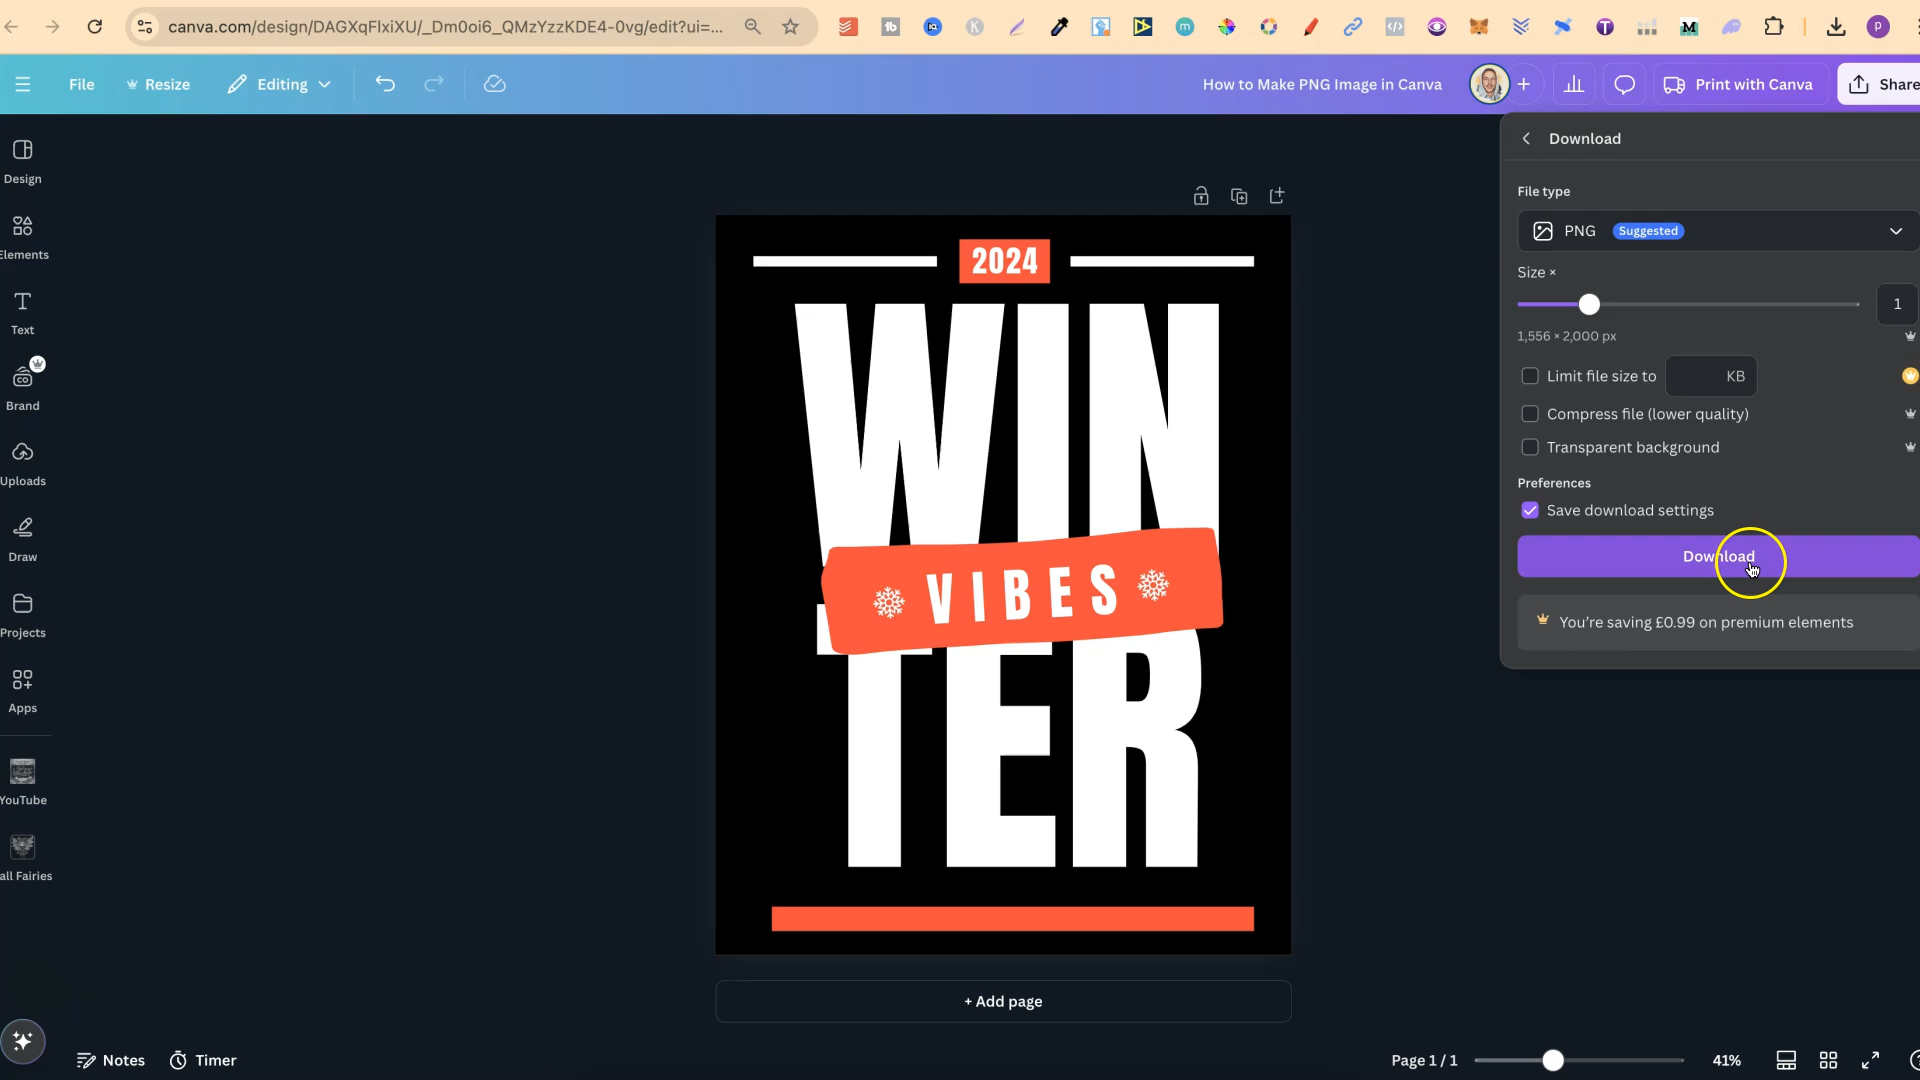 canva.com/design/DAGXqFIxiXU/_Dm0oi6_QMzYzzKDE4-0vg/edit?ui=...
File
Resize
Editing
How to Make PNG Image in Canva
Print with Canva
Share
Design
Elements
Text
Brand
Uploads
Draw
Projects
Apps
YouTube
all Fairies
2024
WIN
VIBES
TER
+ Add page
Download
File type
PNG Suggested
Size ×
1
1,556 × 2,000 px
Limit file size to KB
Compress file (lower quality)
Transparent background
Preferences
Save download settings
Download
You're saving £0.99 on premium elements
Notes
Timer
Page 1 / 1
41%